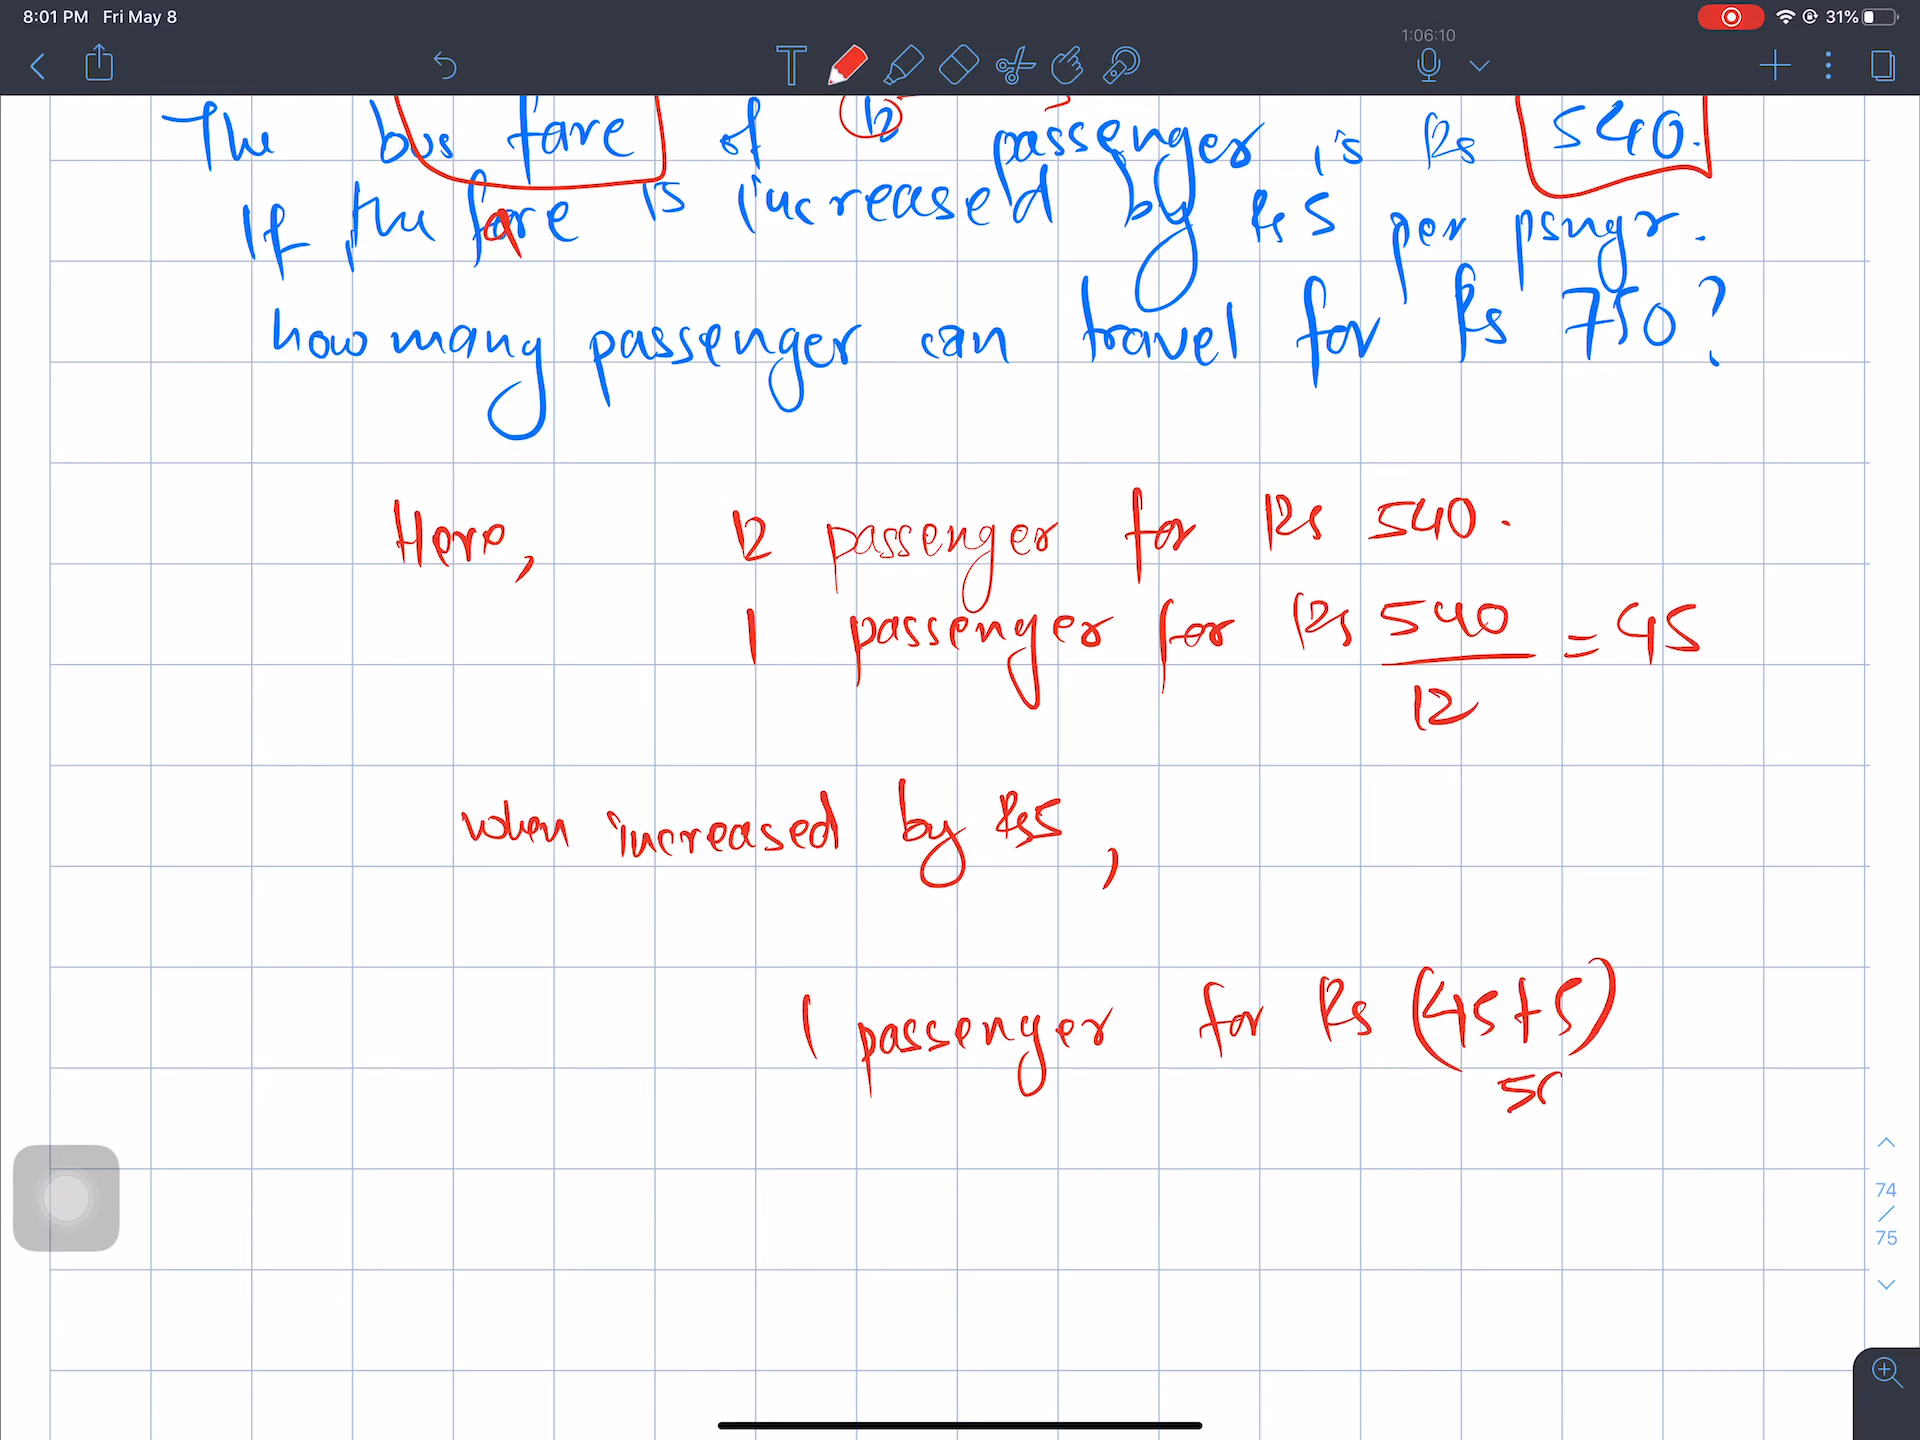 8:01 PM Fri May 8
31%
1:06:10
The bus fare of 12 passenger is Rs 540.
If the fare is increased by Rs 5 per psngr.
how many passenger can travel for Rs 750?
Here, 12 passenger for Rs 540.
1 passenger for Rs 540/12 = 45
when increased by Rs5,
1 passenger for Rs (45+5)
50
74
/
75